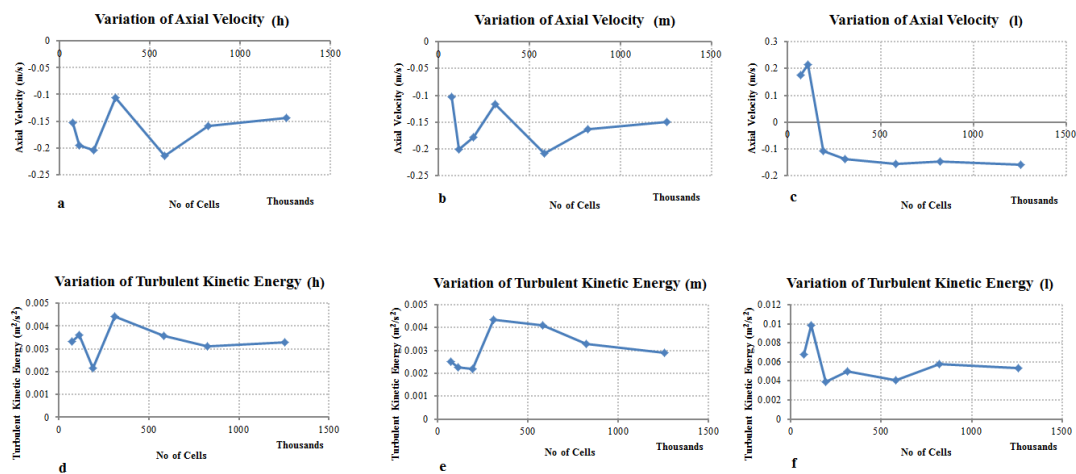 Variation of Axial Velocity (h)
0
0 500 1000 1500
-0.05
-0.1
-0.15
-0.2
-0.25
Axial Velocity (m/s)
a
No of Cells
Thousands
Variation of Axial Velocity (m)
0
0 500 1000 1500
-0.05
-0.1
-0.15
-0.2
-0.25
Axial Velocity (m/s)
b
No of Cells
Thousands
Variation of Axial Velocity (l)
0.3
0.2
0.1
0
0 500 1000 1500
-0.1
-0.2
Axial Velocity (m/s)
c
No of Cells
Thousands
Variation of Turbulent Kinetic Energy (h)
0.005
0.004
0.003
0.002
0.001
0
0 500 1000 1500
Turbulent Kinetic Energy (m²/s²)
Thousands
No of Cells
d
Variation of Turbulent Kinetic Energy (m)
0.005
0.004
0.003
0.002
0.001
0
0 500 1000 1500
Turbulent Kinetic Energy (m²/s²)
Thousands
No of Cells
e
Variation of Turbulent Kinetic Energy (l)
0.012
0.01
0.008
0.006
0.004
0.002
0
0 500 1000 1500
Turbulent Kinetic Energy (m²/s²)
Thousands
No of Cells
f